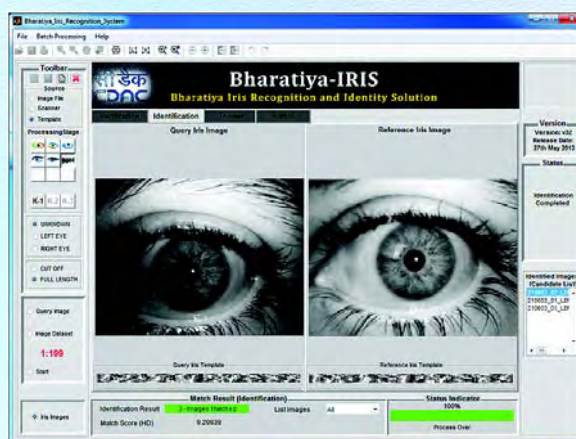 Bharatiya_Iris_Recognition_System
File Batch Processing Help
Toolbar
Source
Image File
Scanner
Template
ProcessingStage
K-1
UNKNOWN
LEFT EYE
RIGHT EYE
CUT OFF
FULL LENGTH
Query Image
Image Dataset
1:199
Start
Iris Images
सी डैक
CDAC
Bharatiya-IRIS
Bharatiya Iris Recognition and Identity Solution
Identification
Query Iris Image
Reference Iris Image
Query Iris Template
Reference Iris Template
Match Result (Identification)
Identification Result
3 - Images Matched
List Images
All
Match Score (HD)
Status Indicator
100%
Process Over
Version
Version: v32
Release Date:
27th May 2013
Status
Identification
Completed
Identified Images
(Candidate List)
210603_01_LEF
210603_01_LEF